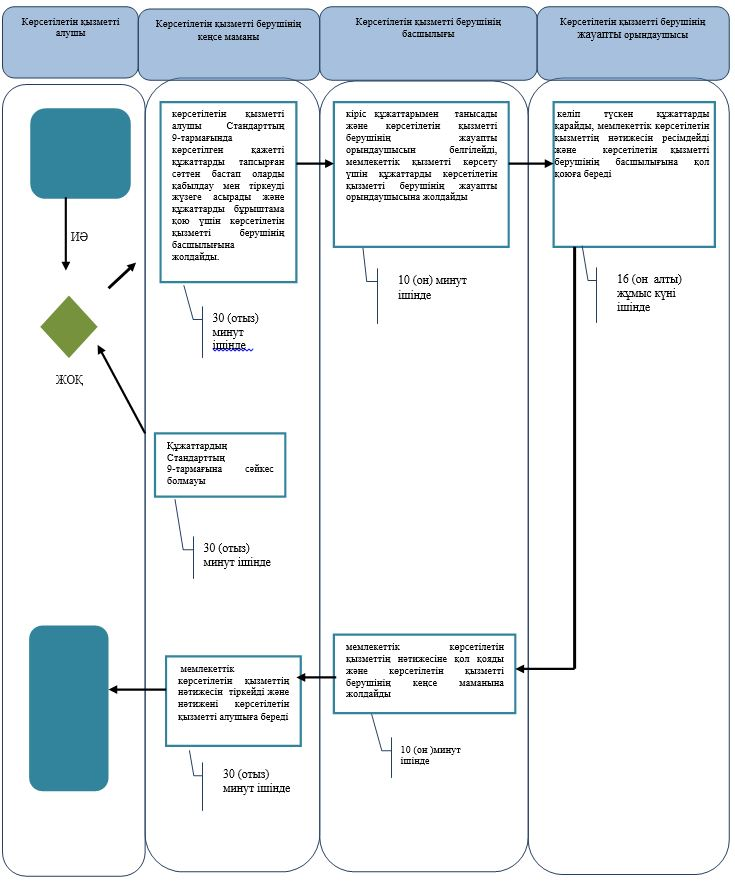 Көрсетілетін қызметті
алушы
Көрсетілетін қызметті берушінің
кеңсе маманы
Көрсетілетін қызметті берушінің
басшылығы
Көрсетілетін қызметті берушінің
жауапты орындаушысы
көрсетілетін қызметті
алушы Стандарттың
9-тармағында
көрсетілген қажетті
құжаттарды тапсырған
сәттен бастап оларды
қабылдау мен тіркеуді
жүзеге асырады және
құжаттарды бұрыштама
қою үшін көрсетілетін
қызметті берушінің
басшылығына
жолдайды.
кіріс құжаттарымен танысады
және көрсетілетін қызметті
берушінің жауапты
орындаушысын белгілейді,
мемлекеттік қызметті көрсету
үшін құжаттарды көрсетілетін
қызметті берушінің жауапты
орындаушысына жолдайды
келіп түскен құжаттарды
қарайды, мемлекеттік көрсетілетін
қызметтің нәтижесін ресімдейді
және көрсетілетін қызметті
берушінің басшылығына қол
қоюға береді
ИӘ
10 (он) минут
ішінде
16 (он алты)
жұмыс күні
ішінде
30 (отыз)
минут
ішінде
ЖОҚ
Құжаттардың
Стандарттың
9-тармағына сәйкес
болмауы
30 (отыз)
минут ішінде
мемлекеттік көрсетілетін
қызметтің нәтижесіне қол қояды
және көрсетілетін қызметті
берушінің кеңсе маманына
жолдайды
мемлекеттік
көрсетілетін қызметтің
нәтижесін тіркейді және
нәтижені көрсетілетін
қызметті алушыға береді
10 (он )минут
ішінде
30 (отыз)
минут ішінде